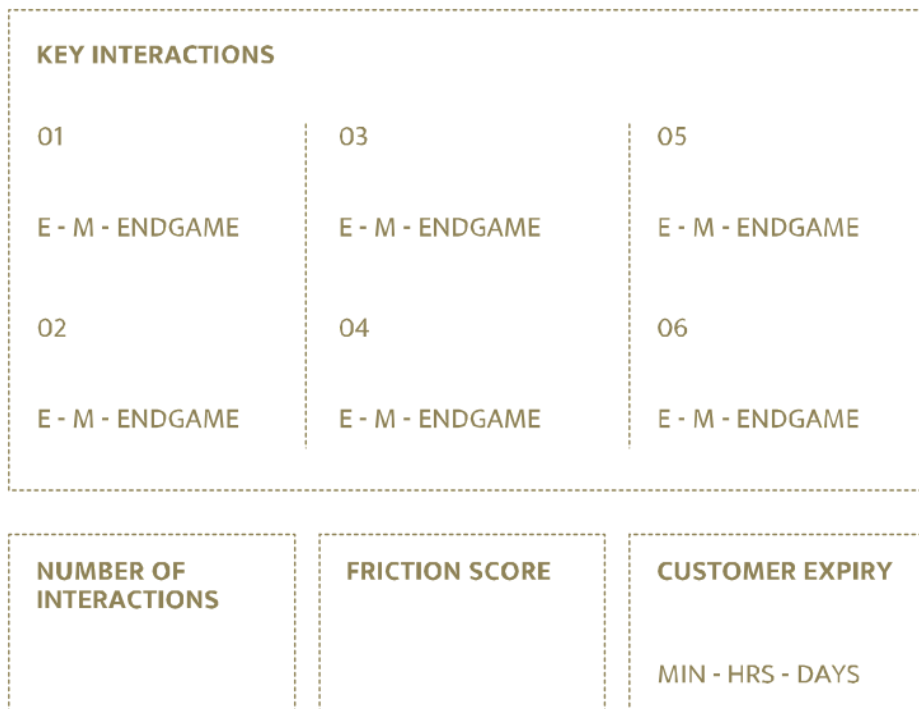 KEY INTERACTIONS
01
E - M - ENDGAME
02
E - M - ENDGAME
03
E - M - ENDGAME
04
E - M - ENDGAME
05
E - M - ENDGAME
06
E - M - ENDGAME
NUMBER OF
INTERACTIONS
FRICTION SCORE
CUSTOMER EXPIRY
MIN - HRS - DAYS